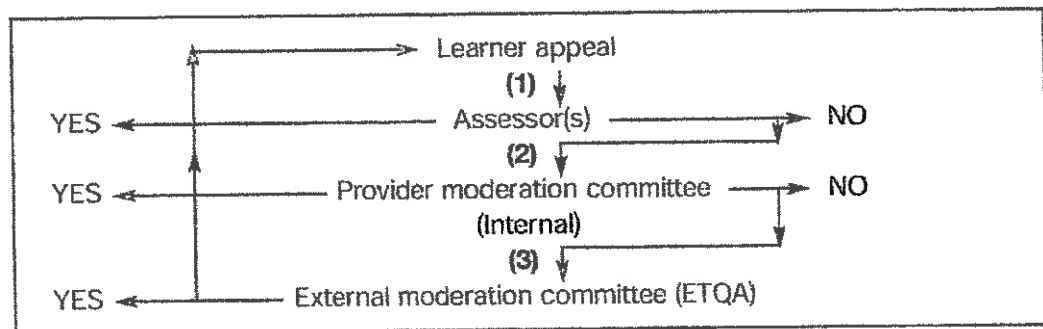 Learner appeal
(1)
YES Assessor(s) NO
(2)
YES Provider moderation committee NO
(Internal)
(3)
YES External moderation committee (ETQA)